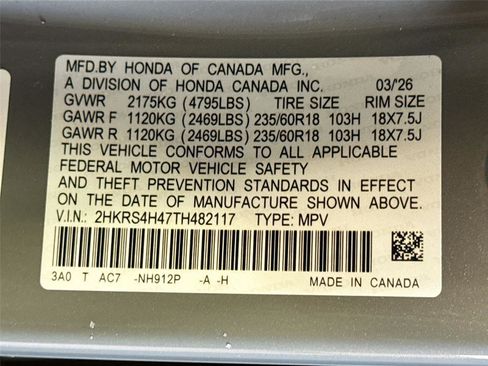 MFD.BY HONDA OF CANADA MFG.,
A DIVISION OF HONDA CANADA INC. 03/'26
GVWR 2175KG (4795LBS) TIRE SIZE RIM SIZE
GAWR F 1120KG (2469LBS) 235/60R18 103H 18X7.5J
GAWR R 1120KG (2469LBS) 235/60R18 103H 18X7.5J
THIS VEHICLE CONFORMS TO ALL APPLICABLE
FEDERAL MOTOR VEHICLE SAFETY
AND THEFT PREVENTION STANDARDS IN EFFECT
ON THE DATE OF MANUFACTURE SHOWN ABOVE.
V.I.N.: 2HKRS4H47TH482117 TYPE: MPV
3A0 T AC7 -NH912P -A -H MADE IN CANADA